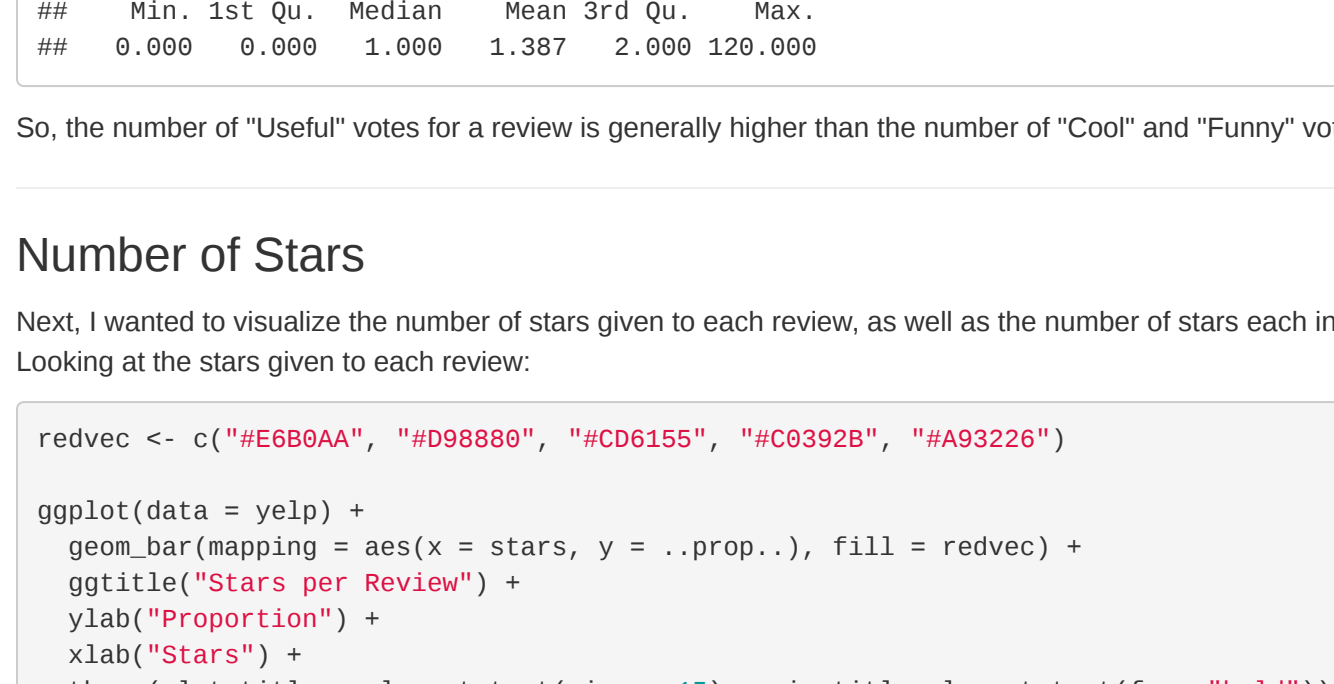 ##    Min. 1st Qu.  Median    Mean 3rd Qu.    Max.
##   0.000   0.000   1.000   1.387   2.000 120.000
So, the number of "Useful" votes for a review is generally higher than the number of "Cool" and "Funny"
Number of Stars
Next, I wanted to visualize the number of stars given to each review, as well as the number of stars each
Looking at the stars given to each review:
redvec <- c("#E6B0AA", "#D98880", "#CD6155", "#C0392B", "#A93226")
ggplot(data = yelp) +
  geom_bar(mapping = aes(x = stars, y = ..prop..), fill = redvec) +
  ggtitle("Stars per Review") +
  ylab("Proportion") +
  xlab("Stars") +